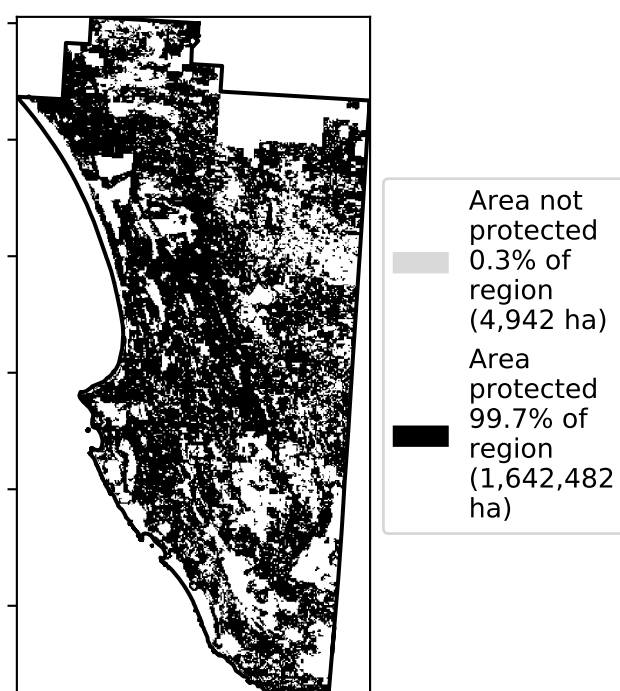 Area not
protected
0.3% of
region
(4,942 ha)
Area
protected
99.7% of
region
(1,642,482
ha)